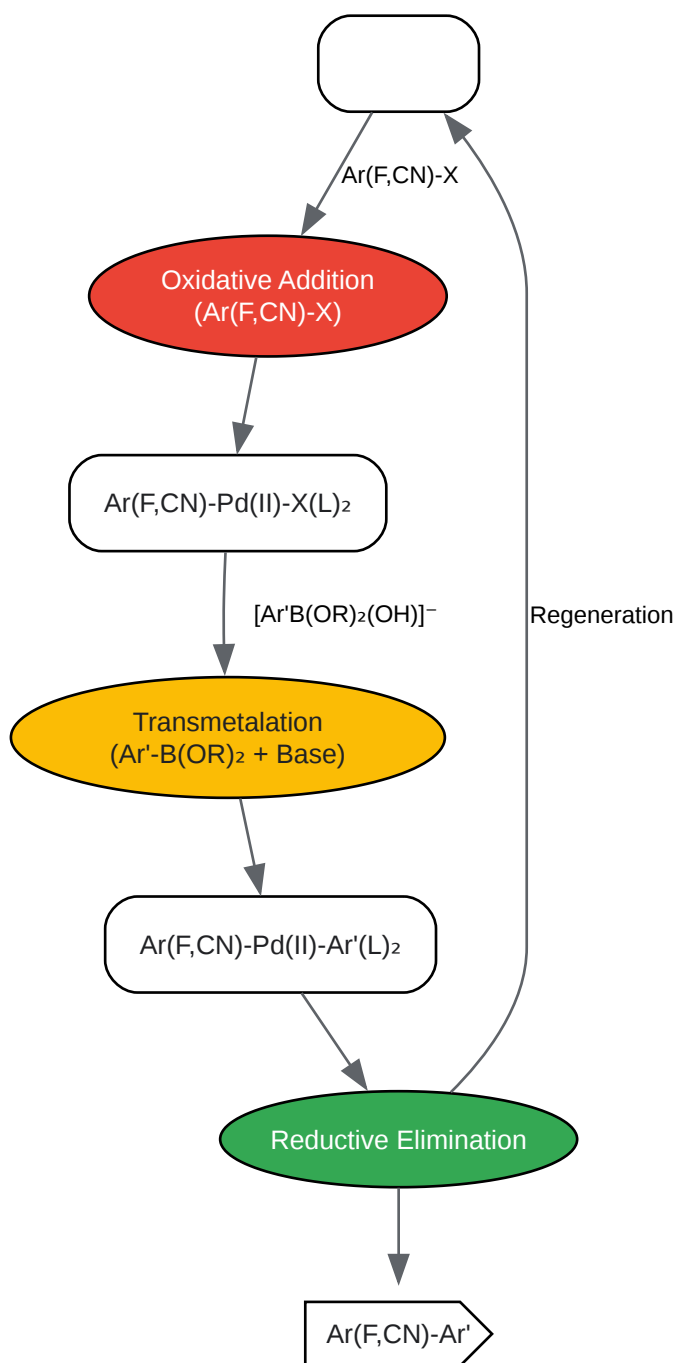 Ar(F,CN)-X
Oxidative Addition
(Ar(F,CN)-X)
Ar(F,CN)-Pd(II)-X(L)₂
[Ar'B(OR)₂(OH)]⁻
Regeneration
Transmetalation
(Ar'-B(OR)₂ + Base)
Ar(F,CN)-Pd(II)-Ar'(L)₂
Reductive Elimination
Ar(F,CN)-Ar'